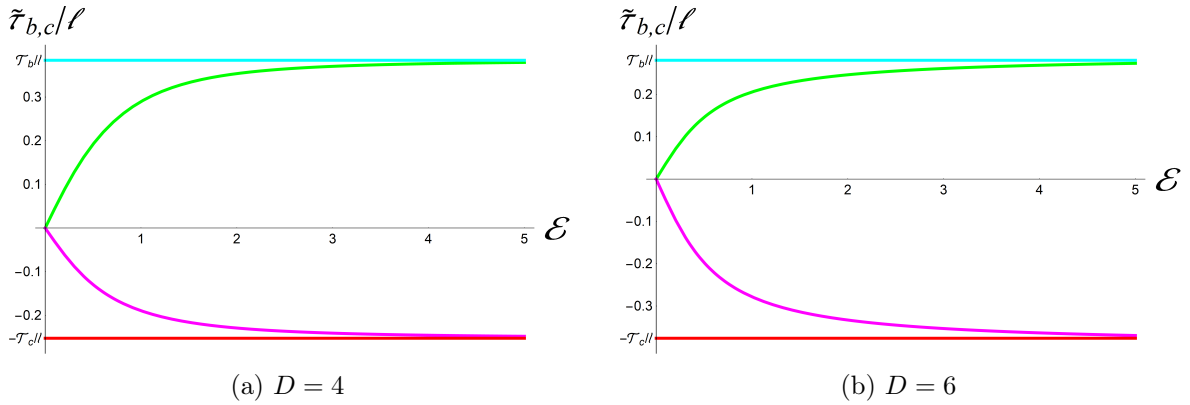 τ̃_{b,c}/ℓ
𝒯_b//
0.3
0.2
0.1
−0.1
−0.2
−𝒯_c//
1 2 3 4 5
ℰ
(a) D = 4
τ̃_{b,c}/ℓ
𝒯_b//
0.2
0.1
−0.1
−0.2
−0.3
−𝒯_c//
1 2 3 4 5
ℰ
(b) D = 6